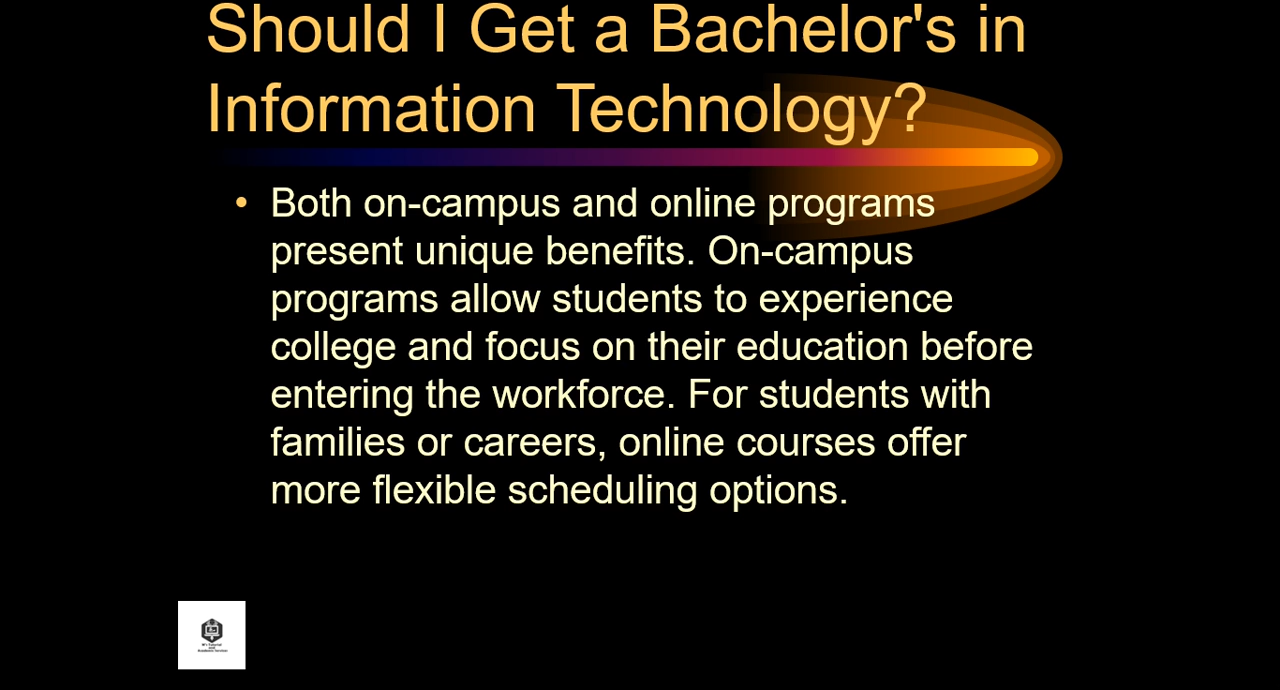 Should I Get a Bachelor's in
Information Technology?
• Both on-campus and online programs
present unique benefits. On-campus
programs allow students to experience
college and focus on their education before
entering the workforce. For students with
families or careers, online courses offer
more flexible scheduling options.